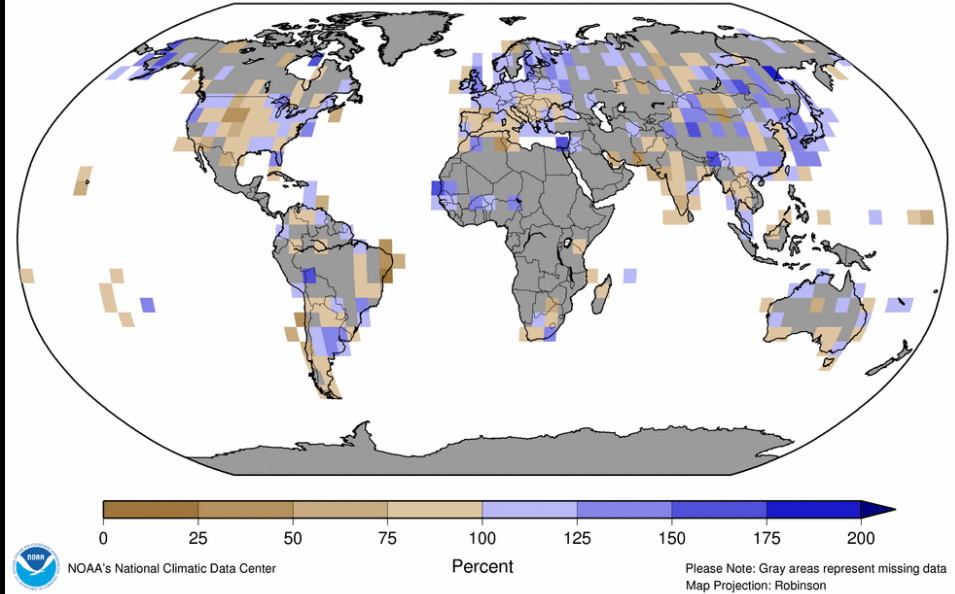 0 25 50 75 100 125 150 175 200
Percent
NOAA
NOAA's National Climatic Data Center
Please Note: Gray areas represent missing data
Map Projection: Robinson